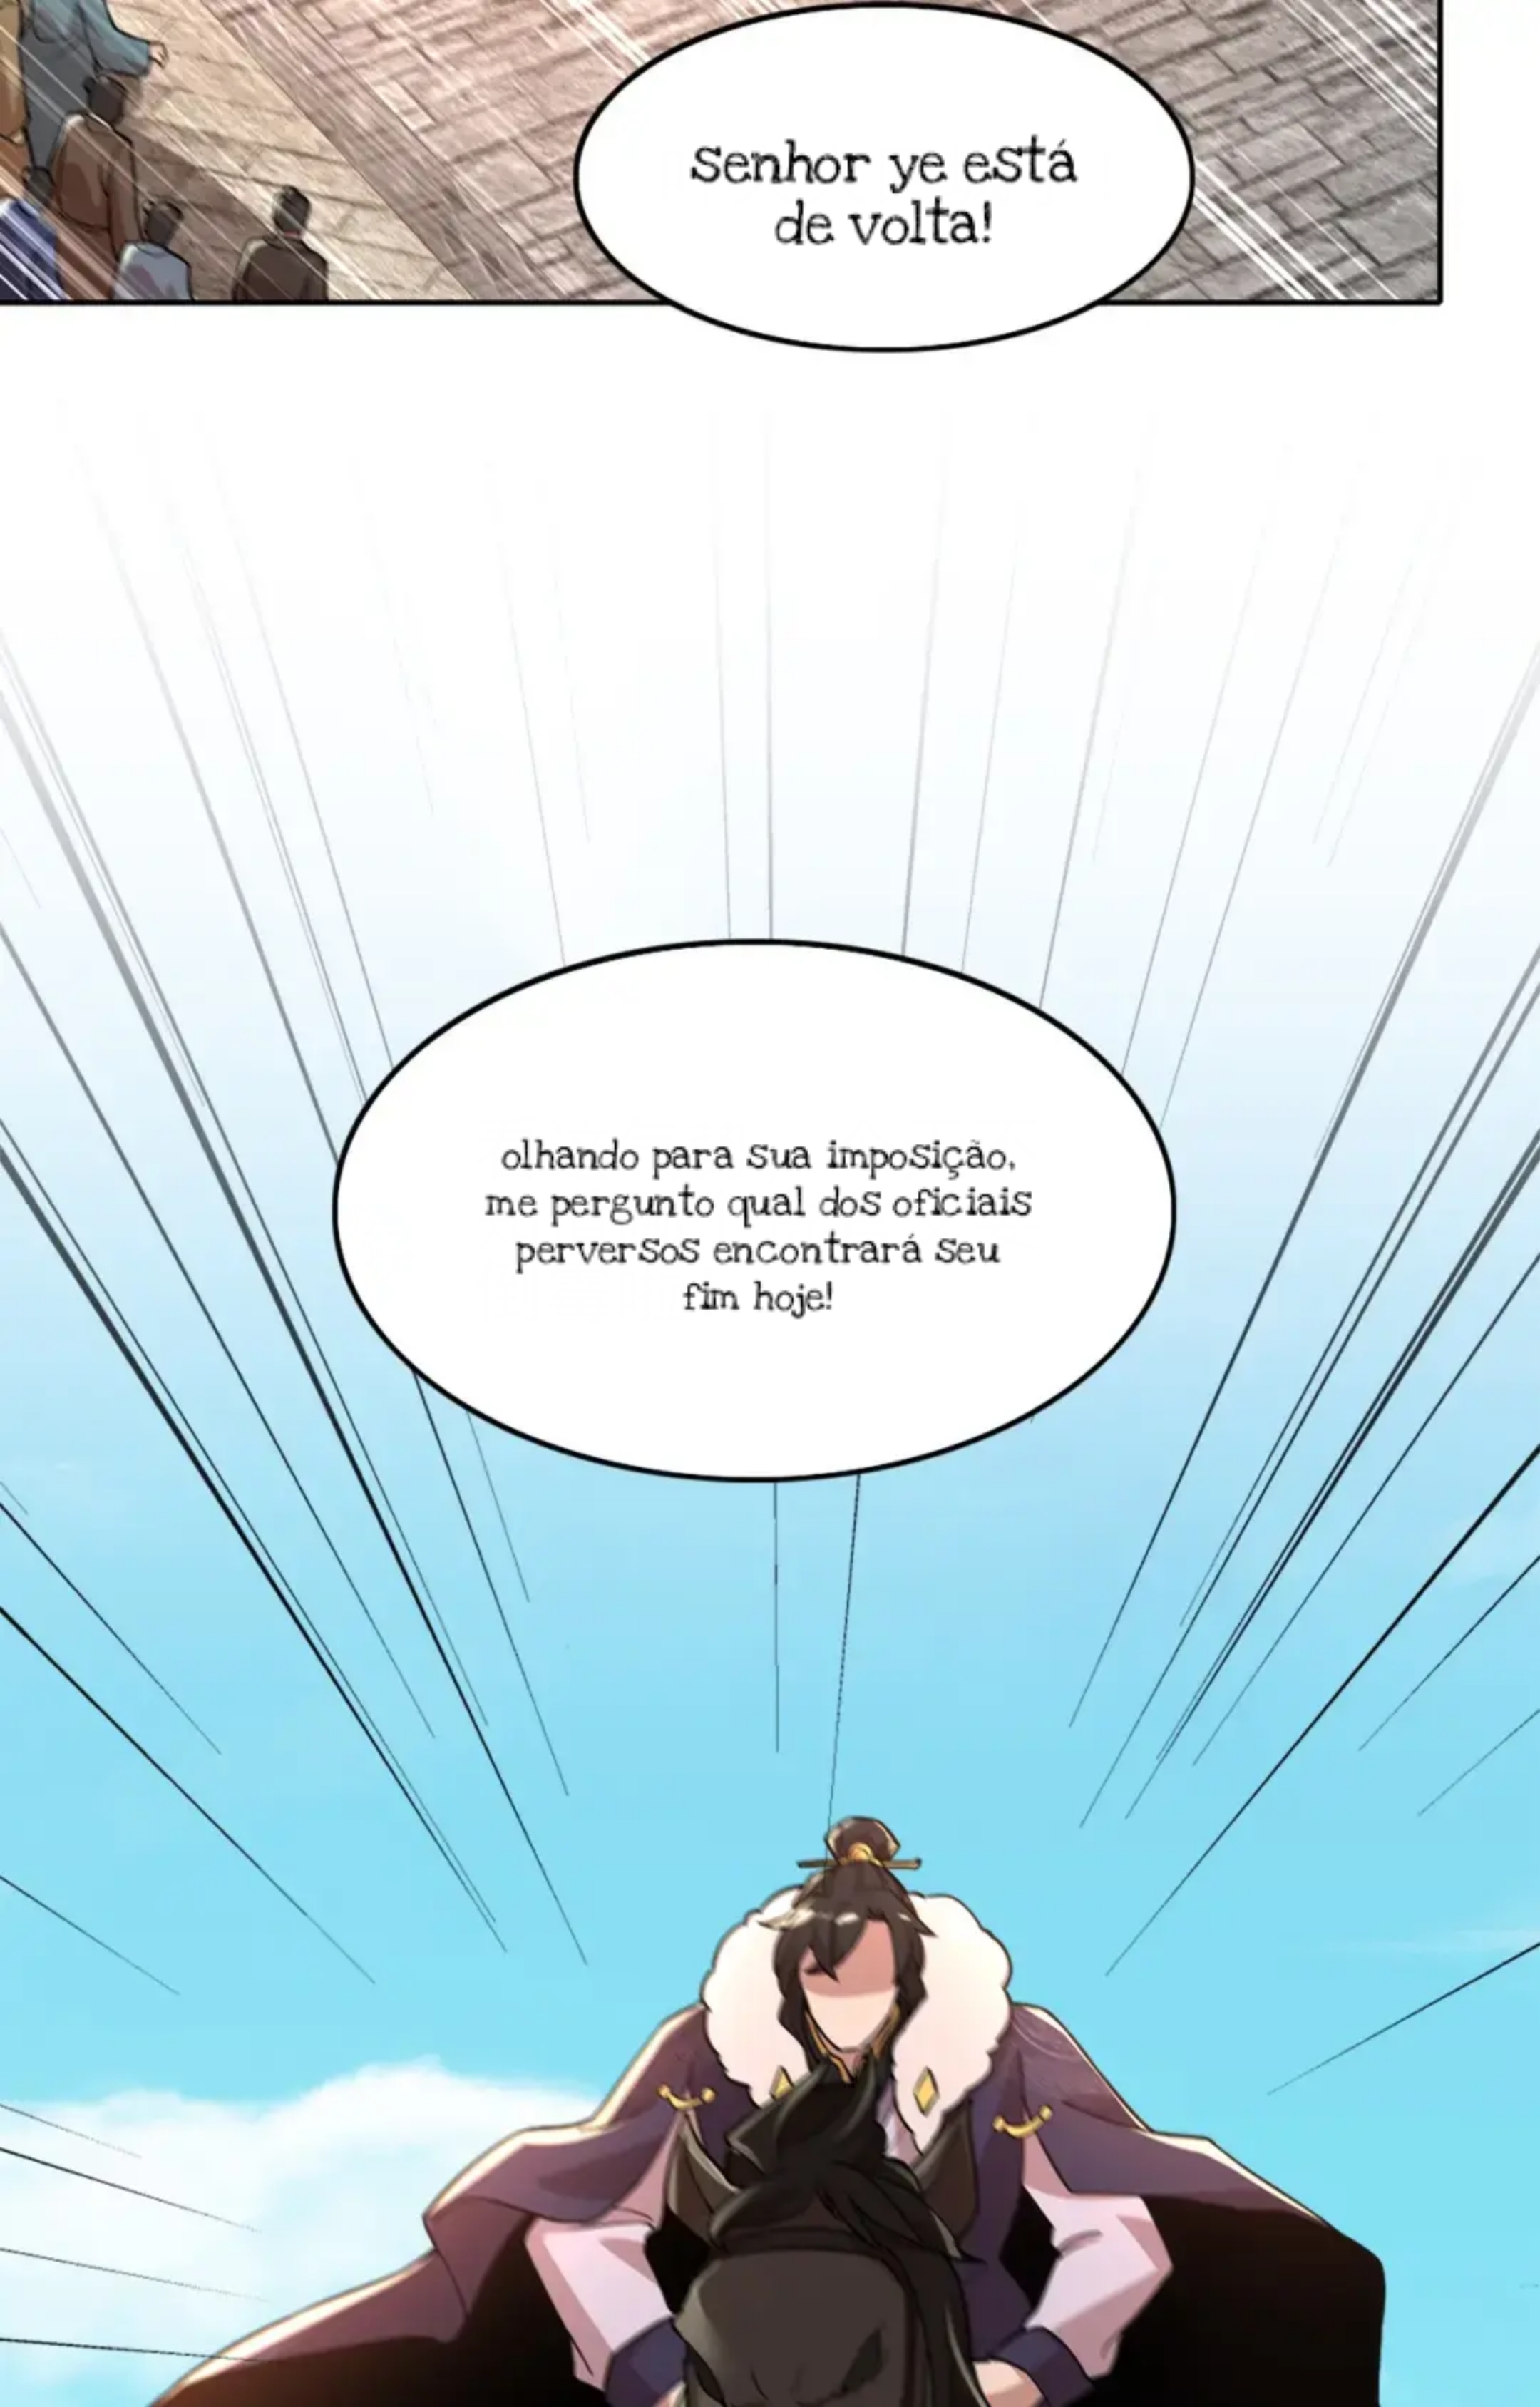 senhor ye está
de volta!
olhando para sua imposição,
me pergunto qual dos oficiais
perversos encontrará seu
fim hoje!